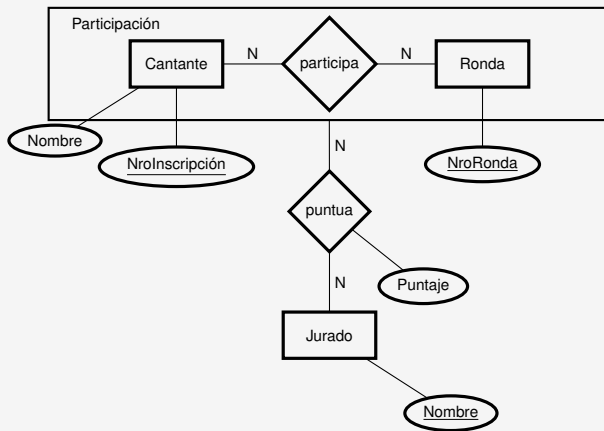 Participación
Cantante
N
participa
N
Ronda
Nombre
NroInscripción
N
NroRonda
puntua
N
Puntaje
Jurado
Nombre